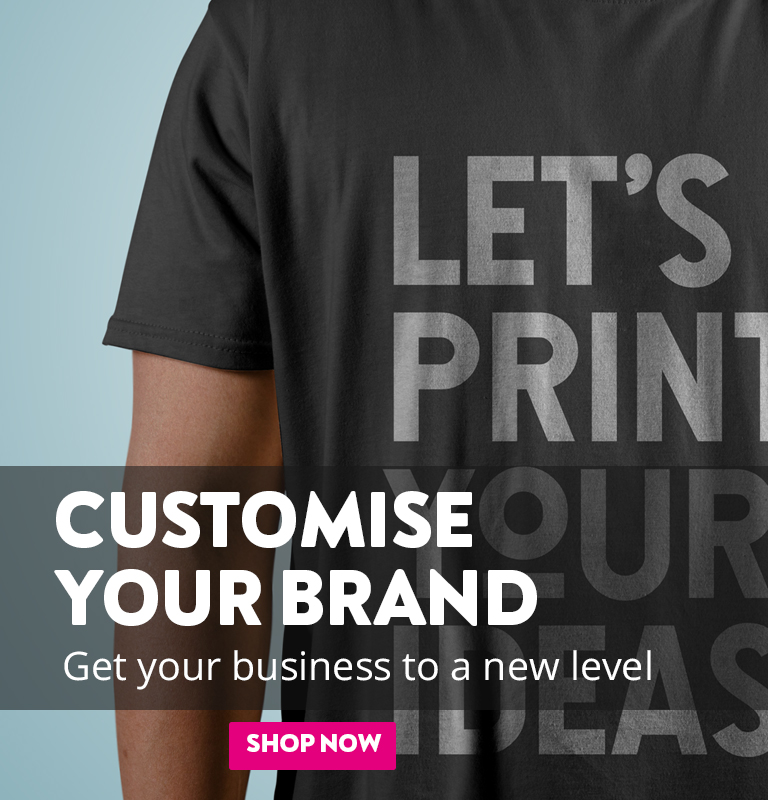 LET'S
PRINT
YOUR
IDEAS
CUSTOMISE
YOUR BRAND
Get your business to a new level
SHOP NOW